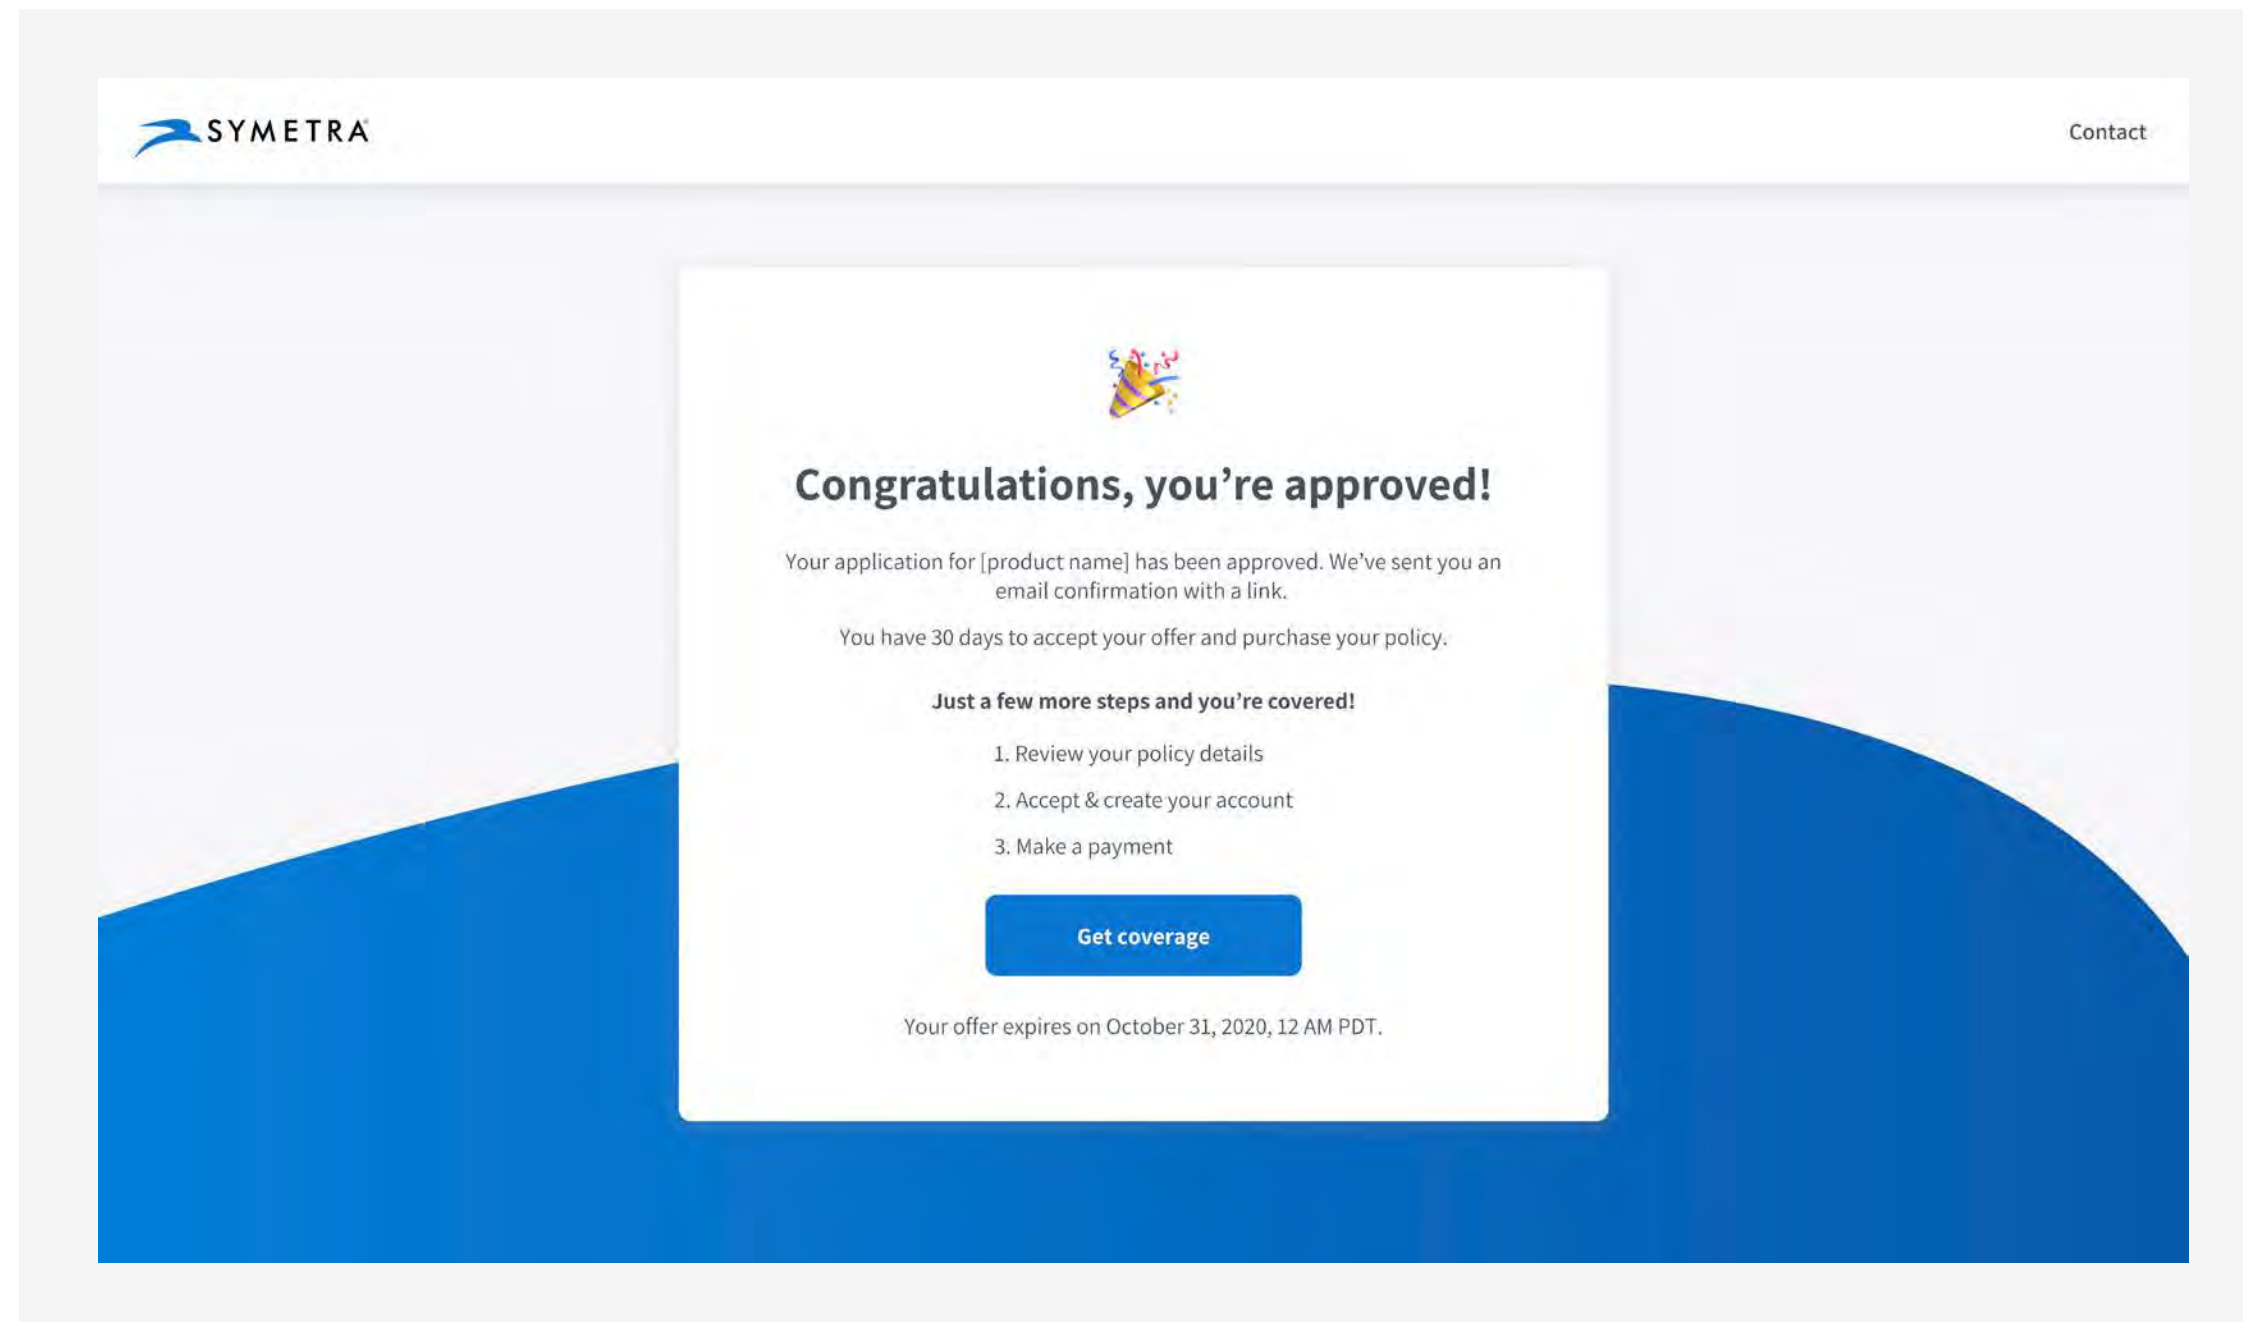 SYMETRA
Contact
Congratulations, you’re approved!
Your application for [product name] has been approved. We’ve sent you an
email confirmation with a link.
You have 30 days to accept your offer and purchase your policy.
Just a few more steps and you’re covered!
1. Review your policy details
2. Accept & create your account
3. Make a payment
Get coverage
Your offer expires on October 31, 2020, 12 AM PDT.